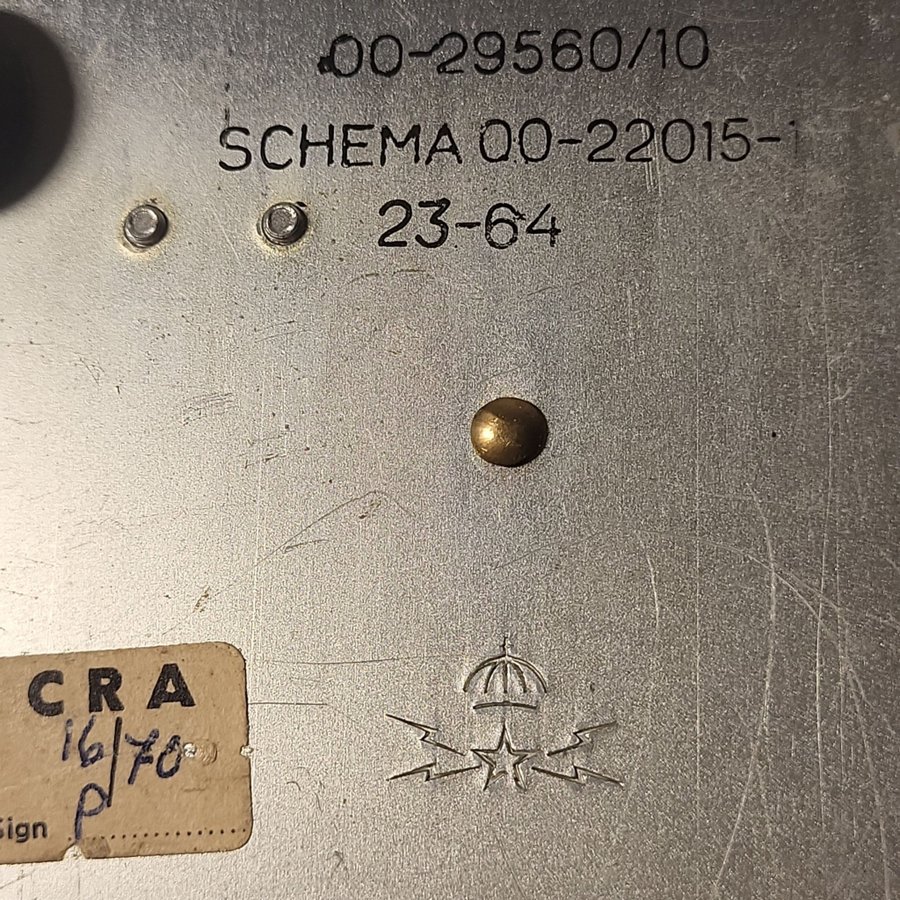 00-29560/10
SCHEMA 00-22015-1
23-64
CRA
16/70
Sign P